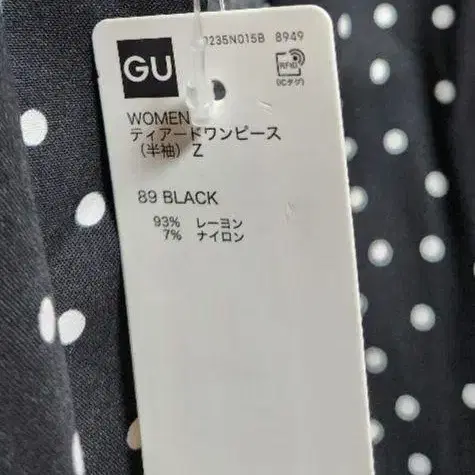 GU
0235N015B 8949
RFID
(ICタグ)
WOMEN
ティアードワンピース
(半袖) Z
89 BLACK
93% レーヨン
7% ナイロン